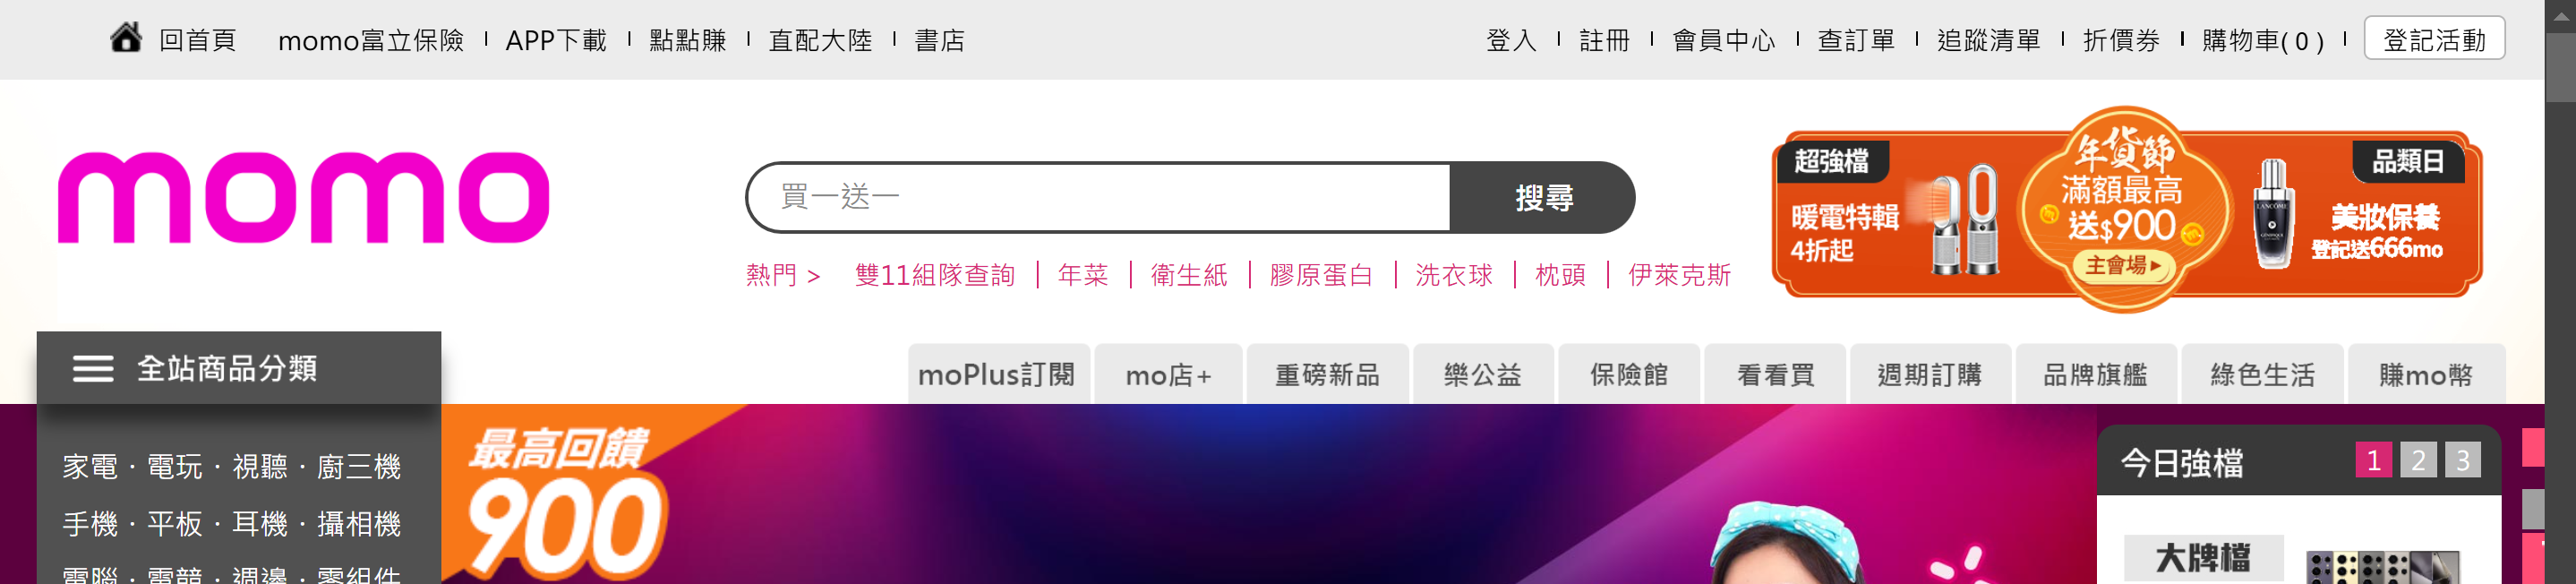 回首頁 momo富立保險 APP下載 點點賺 直配大陸 書店 登入 註冊 會員中心 查訂單 追蹤清單 折價券 購物車( 0 ) 登記活動
momo
買一送一 搜尋
熱門 > 雙11組隊查詢 年菜 衛生紙 膠原蛋白 洗衣球 枕頭 伊萊克斯
超強檔
暖電特輯
4折起
年貨節
滿額最高
送$900
主會場▸
品類日
美妝保養
登記送666mo
LANCÔME
全站商品分類
moPlus訂閱 mo店+ 重磅新品 樂公益 保險館 看看買 週期訂購 品牌旗艦 綠色生活 賺mo幣
家電 · 電玩 · 視聽 · 廚三機
手機 · 平板 · 耳機 · 攝相機
電腦 · 電競 · 週邊 · 零組件
最高回饋
900
今日強檔 1 2 3
大牌檔